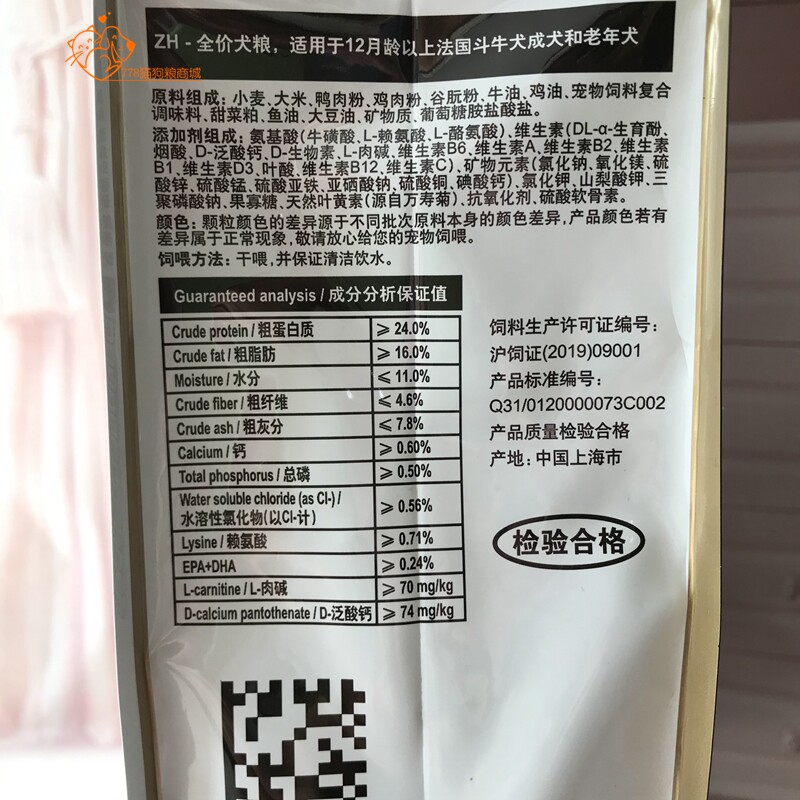 ZH - 全价犬粮，适用于12月龄以上法国斗牛犬成犬和老年犬
778猫狗粮商城
原料组成：小麦、大米、鸭肉粉、鸡肉粉、谷朊粉、牛油、鸡油、宠物饲料复合
调味料、甜菜粕、鱼油、大豆油、矿物质、葡萄糖胺盐酸盐。
添加剂组成：氨基酸(牛磺酸、L-赖氨酸、L-酪氨酸)、维生素(DL-α-生育酚、
烟酸、D-泛酸钙、D-生物素、L-肉碱、维生素B6、维生素A、维生素B2、维生素
B1、维生素D3、叶酸、维生素B12、维生素C)、矿物元素(氯化钠、氧化镁、硫
酸锌、硫酸锰、硫酸亚铁、亚硒酸钠、硫酸铜、碘酸钙)、氯化钾、山梨酸钾、三
聚磷酸钠、果寡糖、天然叶黄素(源自万寿菊)、抗氧化剂、硫酸软骨素。
颜色：颗粒颜色的差异源于不同批次原料本身的颜色差异，产品颜色若有
差异属于正常现象，敬请放心给您的宠物饲喂。
饲喂方法：干喂，并保证清洁饮水。
Guaranteed analysis / 成分分析保证值
Crude protein / 粗蛋白质 ≥ 24.0%
Crude fat / 粗脂肪 ≥ 16.0%
Moisture / 水分 ≤ 11.0%
Crude fiber / 粗纤维 ≤ 4.6%
Crude ash / 粗灰分 ≤ 7.8%
Calcium / 钙 ≥ 0.60%
Total phosphorus / 总磷 ≥ 0.50%
Water soluble chloride (as Cl-) /
水溶性氯化物(以Cl-计) ≥ 0.56%
Lysine / 赖氨酸 ≥ 0.71%
EPA+DHA ≥ 0.24%
L-carnitine / L-肉碱 ≥ 70 mg/kg
D-calcium pantothenate / D-泛酸钙 ≥ 74 mg/kg
饲料生产许可证编号：
沪饲证(2019)09001
产品标准编号：
Q31/0120000073C002
产品质量检验合格
产地：中国上海市
检验合格